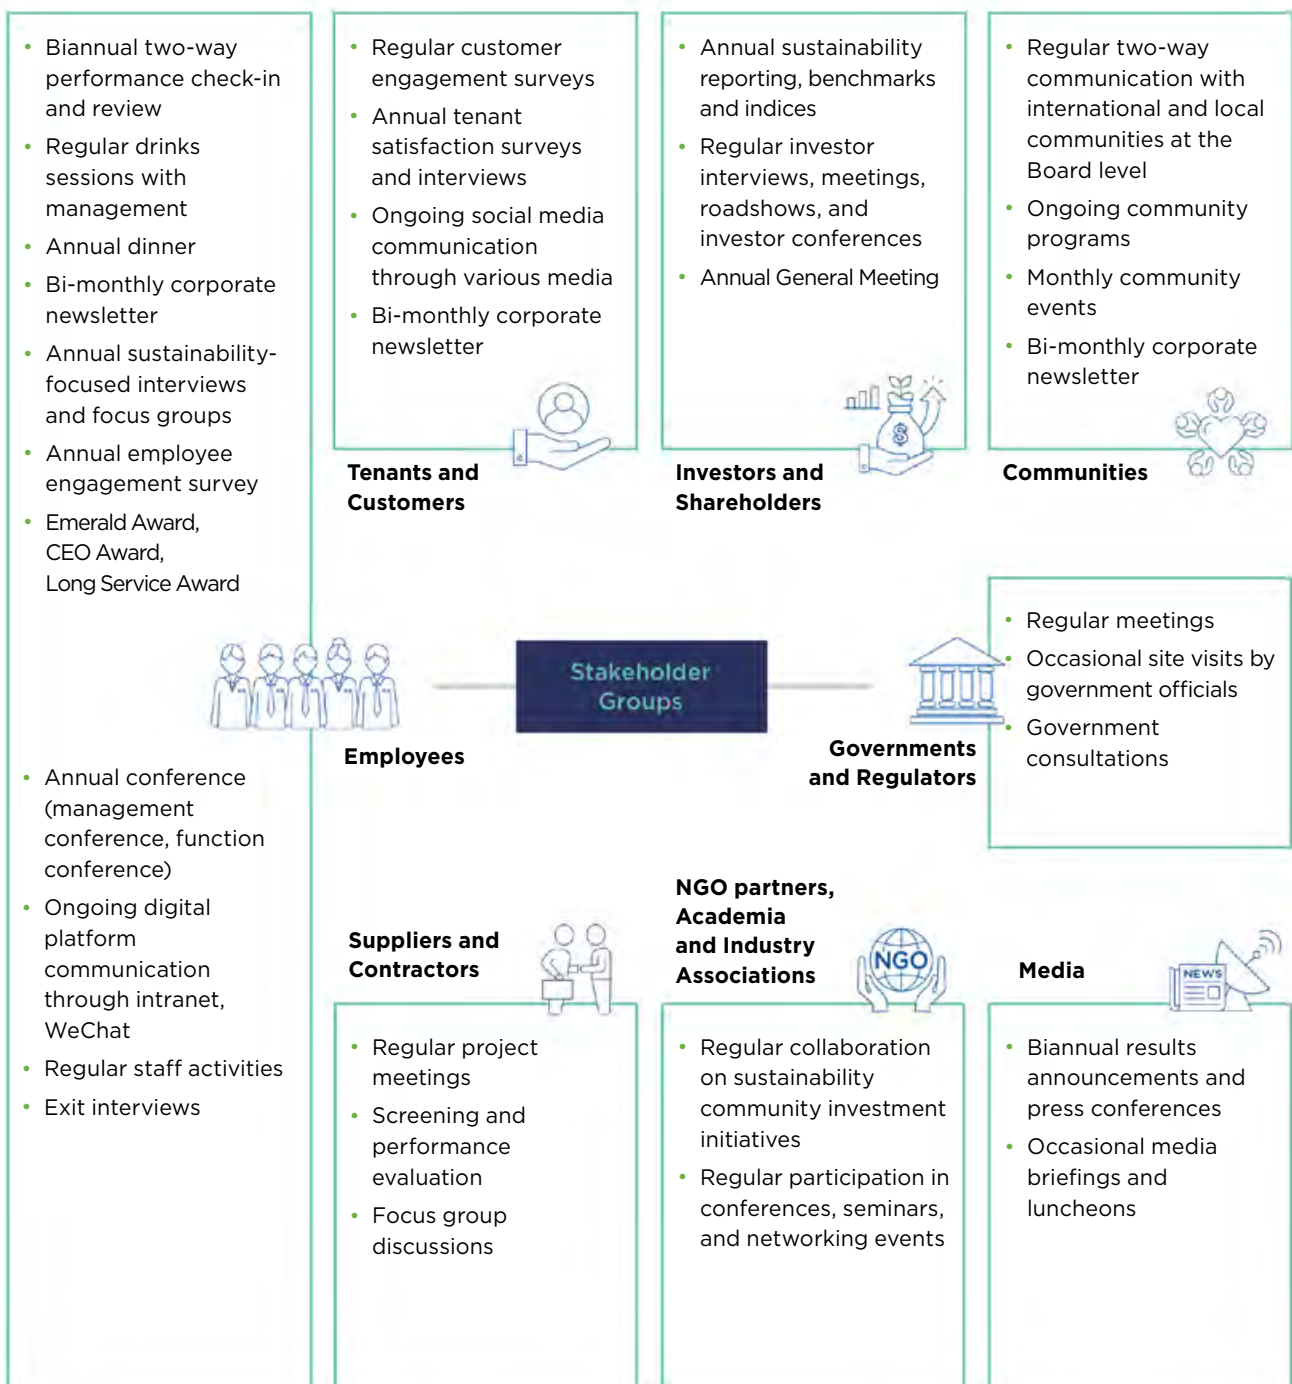 • Biannual two-way
performance check-in
and review
• Regular drinks
sessions with
management
• Annual dinner
• Bi-monthly corporate
newsletter
• Annual sustainability-
focused interviews
and focus groups
• Annual employee
engagement survey
• Emerald Award,
CEO Award,
Long Service Award
• Annual conference
(management
conference, function
conference)
• Ongoing digital
platform
communication
through intranet,
WeChat
• Regular staff activities
• Exit interviews
Employees
• Regular customer
engagement surveys
• Annual tenant
satisfaction surveys
and interviews
• Ongoing social media
communication
through various media
• Bi-monthly corporate
newsletter
Tenants and
Customers
• Annual sustainability
reporting, benchmarks
and indices
• Regular investor
interviews, meetings,
roadshows, and
investor conferences
• Annual General Meeting
$
Investors and
Shareholders
• Regular two-way
communication with
international and local
communities at the
Board level
• Ongoing community
programs
• Monthly community
events
• Bi-monthly corporate
newsletter
Communities
Stakeholder
Groups
Governments
and Regulators
• Regular meetings
• Occasional site visits by
government officials
• Government
consultations
Suppliers and
Contractors
• Regular project
meetings
• Screening and
performance
evaluation
• Focus group
discussions
NGO partners,
Academia
and Industry
Associations
NGO
• Regular collaboration
on sustainability
community investment
initiatives
• Regular participation in
conferences, seminars,
and networking events
Media
NEWS
• Biannual results
announcements and
press conferences
• Occasional media
briefings and
luncheons